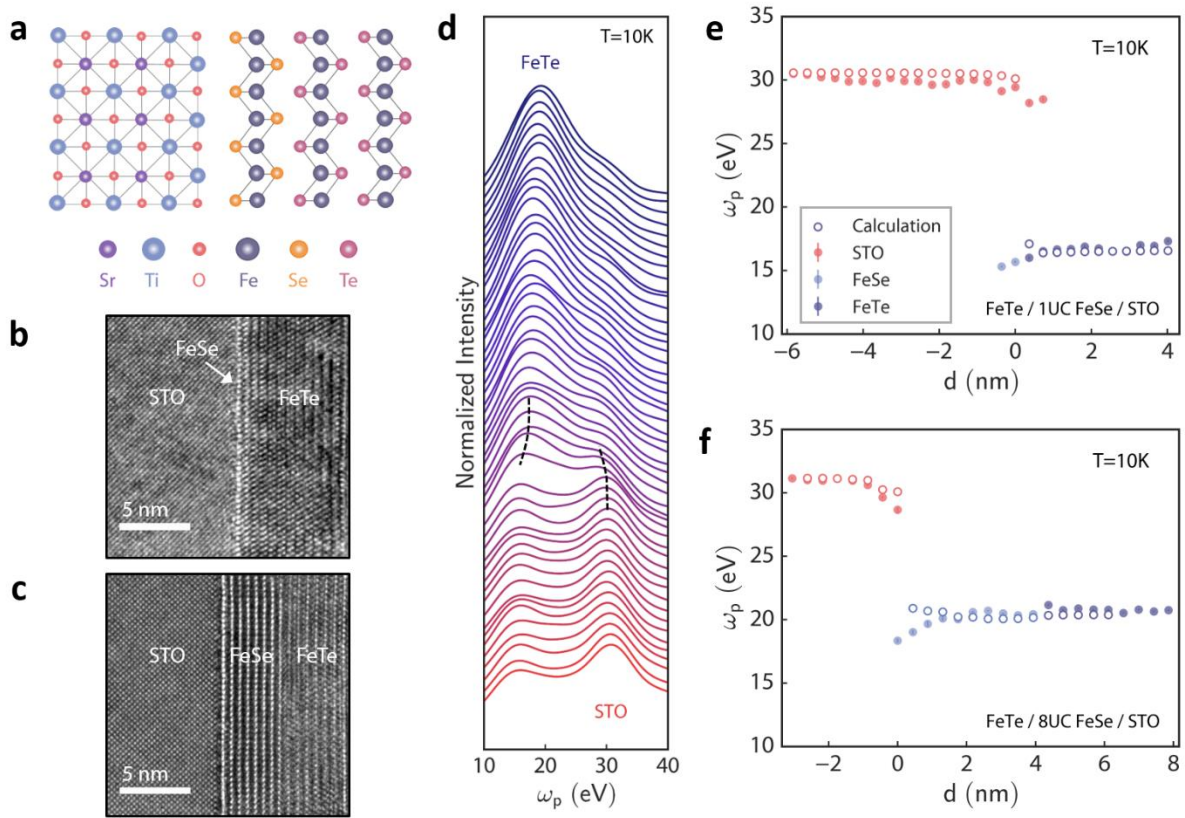 a
Sr Ti O Fe Se Te
b
FeSe
STO
FeTe
5 nm
c
STO FeSe FeTe
5 nm
d
T=10K
FeTe
Normalized Intensity
STO
10 20 30 40
ωp (eV)
e
T=10K
35
30
25
20
15
10
ωp (eV)
Calculation
STO
FeSe
FeTe
FeTe / 1UC FeSe / STO
−6 −4 −2 0 2 4
d (nm)
f
T=10K
35
30
25
20
15
10
ωp (eV)
FeTe / 8UC FeSe / STO
−2 0 2 4 6 8
d (nm)